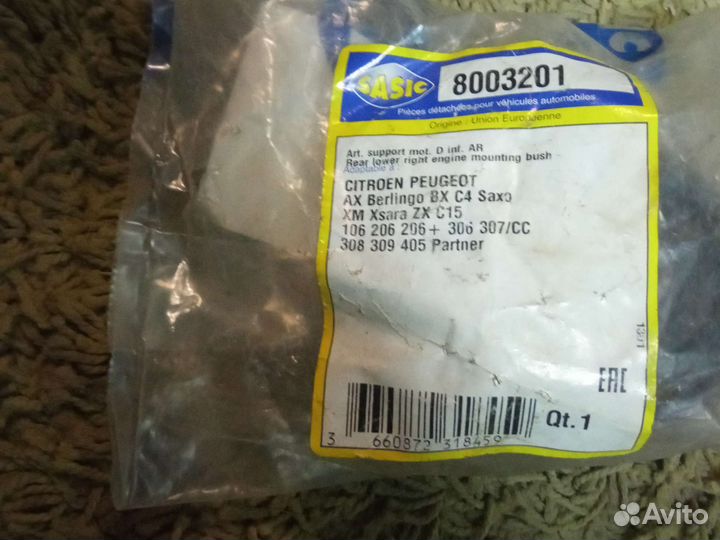 SASIC
8003201
Pièces détachées pour véhicules automobiles
Origine : Union Européenne
Art. support mot. D inf. AR
Rear lower right engine mounting bush
Adaptable à :
CITROEN PEUGEOT
AX Berlingo BX C4 Saxo
XM Xsara ZX C15
106 206 206+ 306 307/CC
308 309 405 Partner
EAC
Qt. 1
3 660872 318459
Avito